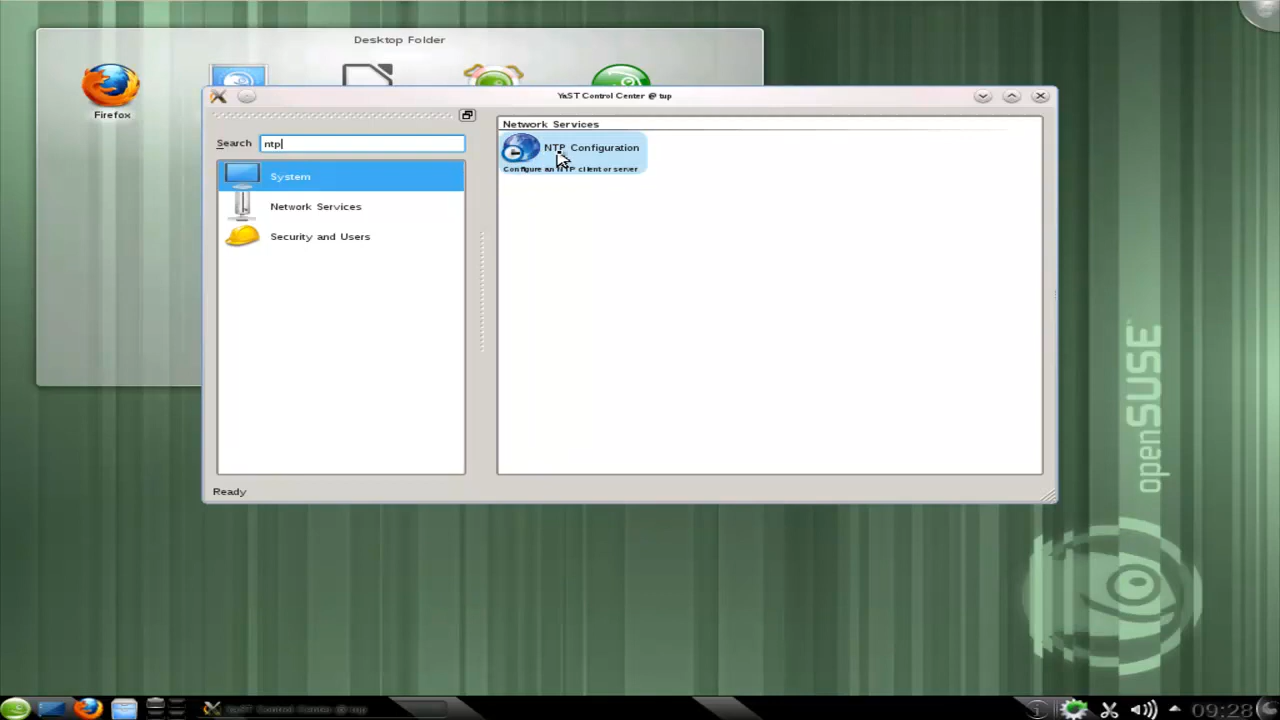 Desktop Folder
Firefox
YaST Control Center @ tup
Search
ntp
System
Network Services
Security and Users
Network Services
NTP Configuration
Configure an NTP client or server
Ready
openSUSE
YaST Control Center @ tup
09:28